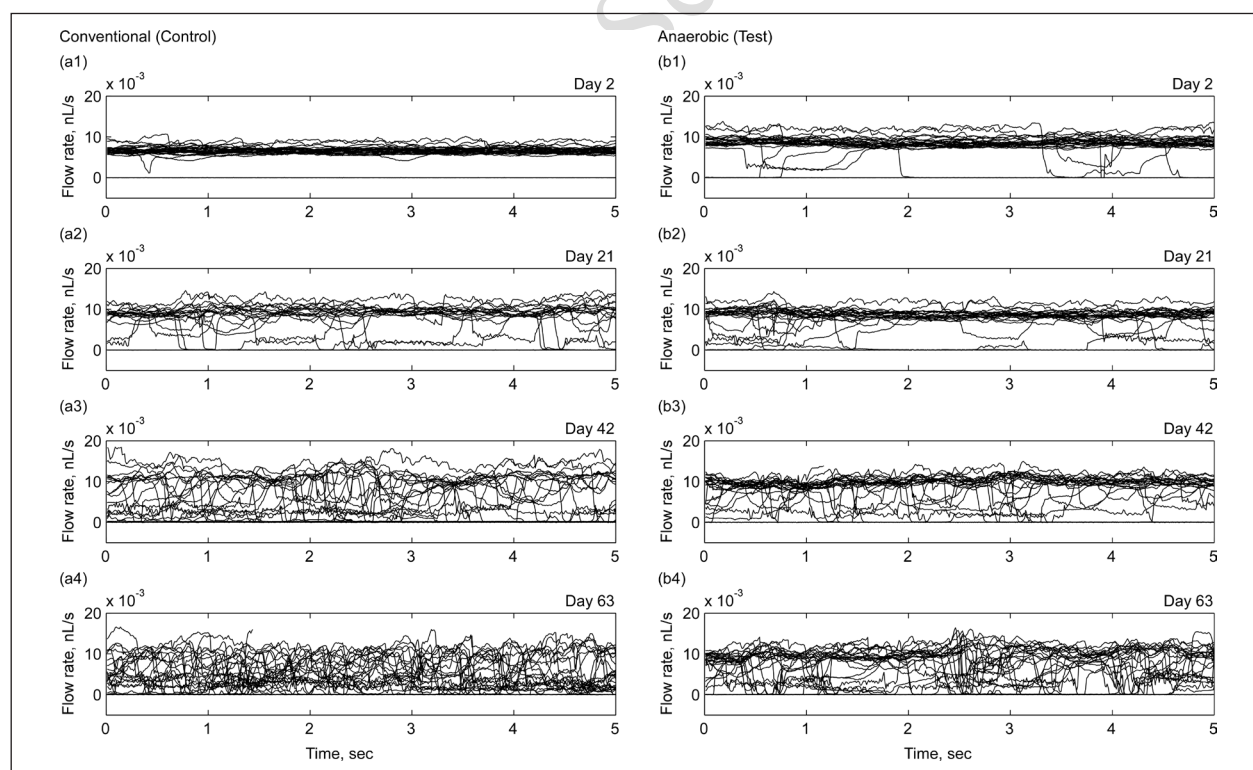 Conventional (Control)
(a1)
x 10⁻³
Day 2
20
10
0
Flow rate, nL/s
0 1 2 3 4 5
(a2)
x 10⁻³
Day 21
20
10
0
Flow rate, nL/s
0 1 2 3 4 5
(a3)
x 10⁻³
Day 42
20
10
0
Flow rate, nL/s
0 1 2 3 4 5
(a4)
x 10⁻³
Day 63
20
10
0
Flow rate, nL/s
0 1 2 3 4 5
Time, sec
Anaerobic (Test)
(b1)
x 10⁻³
Day 2
20
10
0
Flow rate, nL/s
0 1 2 3 4 5
(b2)
x 10⁻³
Day 21
20
10
0
Flow rate, nL/s
0 1 2 3 4 5
(b3)
x 10⁻³
Day 42
20
10
0
Flow rate, nL/s
0 1 2 3 4 5
(b4)
x 10⁻³
Day 63
20
10
0
Flow rate, nL/s
0 1 2 3 4 5
Time, sec